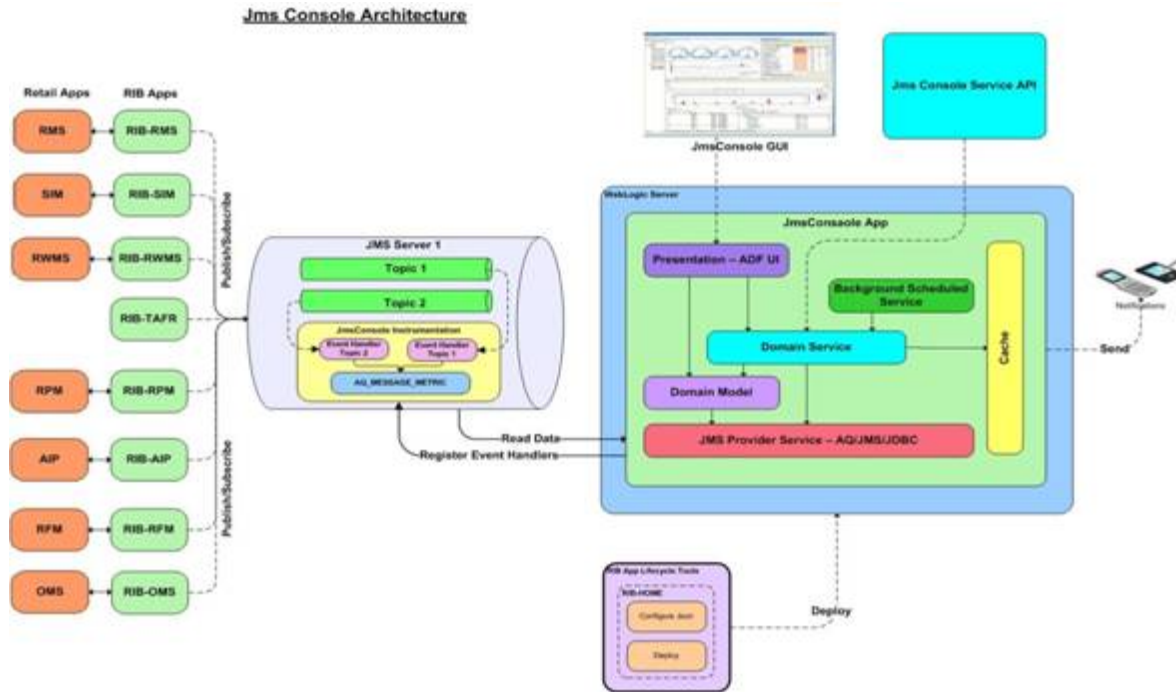 Jms Console Architecture
Retail Apps
RIB Apps
RMS
RIB-RMS
SIM
RIB-SIM
RWMS
RIB-RWMS
RIB-TAFR
RPM
RIB-RPM
AIP
RIB-AIP
RFM
RIB-RFM
OMS
RIB-OMS
Publish/Subscribe
Publish/Subscribe
JMS Server 1
Topic 1
Topic 2
JmsConsole Instrumentation
Event Handler
Topic 2
Event Handler
Topic 1
AQ_MESSAGE_METRIC
Read Data
Register Event Handlers
JmsConsole GUI
Jms Console Service API
WebLogic Server
JmsConsaole App
Presentation – ADF UI
Background Scheduled
Service
Domain Service
Domain Model
JMS Provider Service – AQ/JMS/JDBC
Cache
Notifications
Send
Deploy
RIB App Lifecycle Tools
RIB-HOME
Configure Json
Deploy